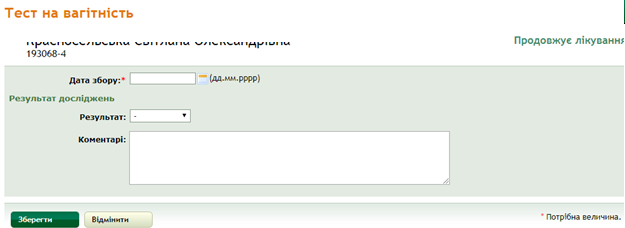 Тест на вагітність
Красносельська Світлана Олександрівна
Продовжує лікування
193068-4
Дата збору:* (дд.мм.рррр)
Результат досліджень
Результат: -
Коментарі:
Зберегти Відмінити * Потрібна величина.